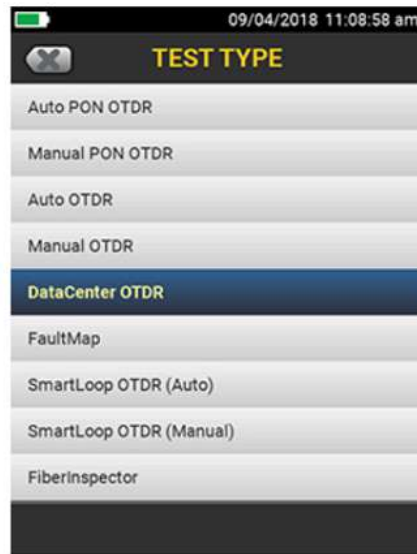 09/04/2018 11:08:58 am
TEST TYPE
Auto PON OTDR
Manual PON OTDR
Auto OTDR
Manual OTDR
DataCenter OTDR
FaultMap
SmartLoop OTDR (Auto)
SmartLoop OTDR (Manual)
FiberInspector